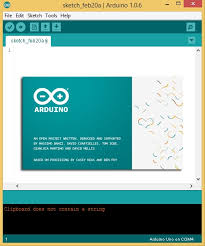 sketch_feb20a | Arduino 1.0.6
File Edit Sketch Tools Help
sketch_feb20a §
ARDUINO
AN OPEN PROJECT WRITTEN, DEBUGGED AND SUPPORTED
BY MASSIMO BANZI, DAVID CUARTIELLES, TOM IGOE,
GIANLUCA MARTINO AND DAVID MELLIS
BASED ON PROCESSING BY CASEY REAS AND BEN FRY
Clipboard does not contain a string
1
Arduino Uno on COM4